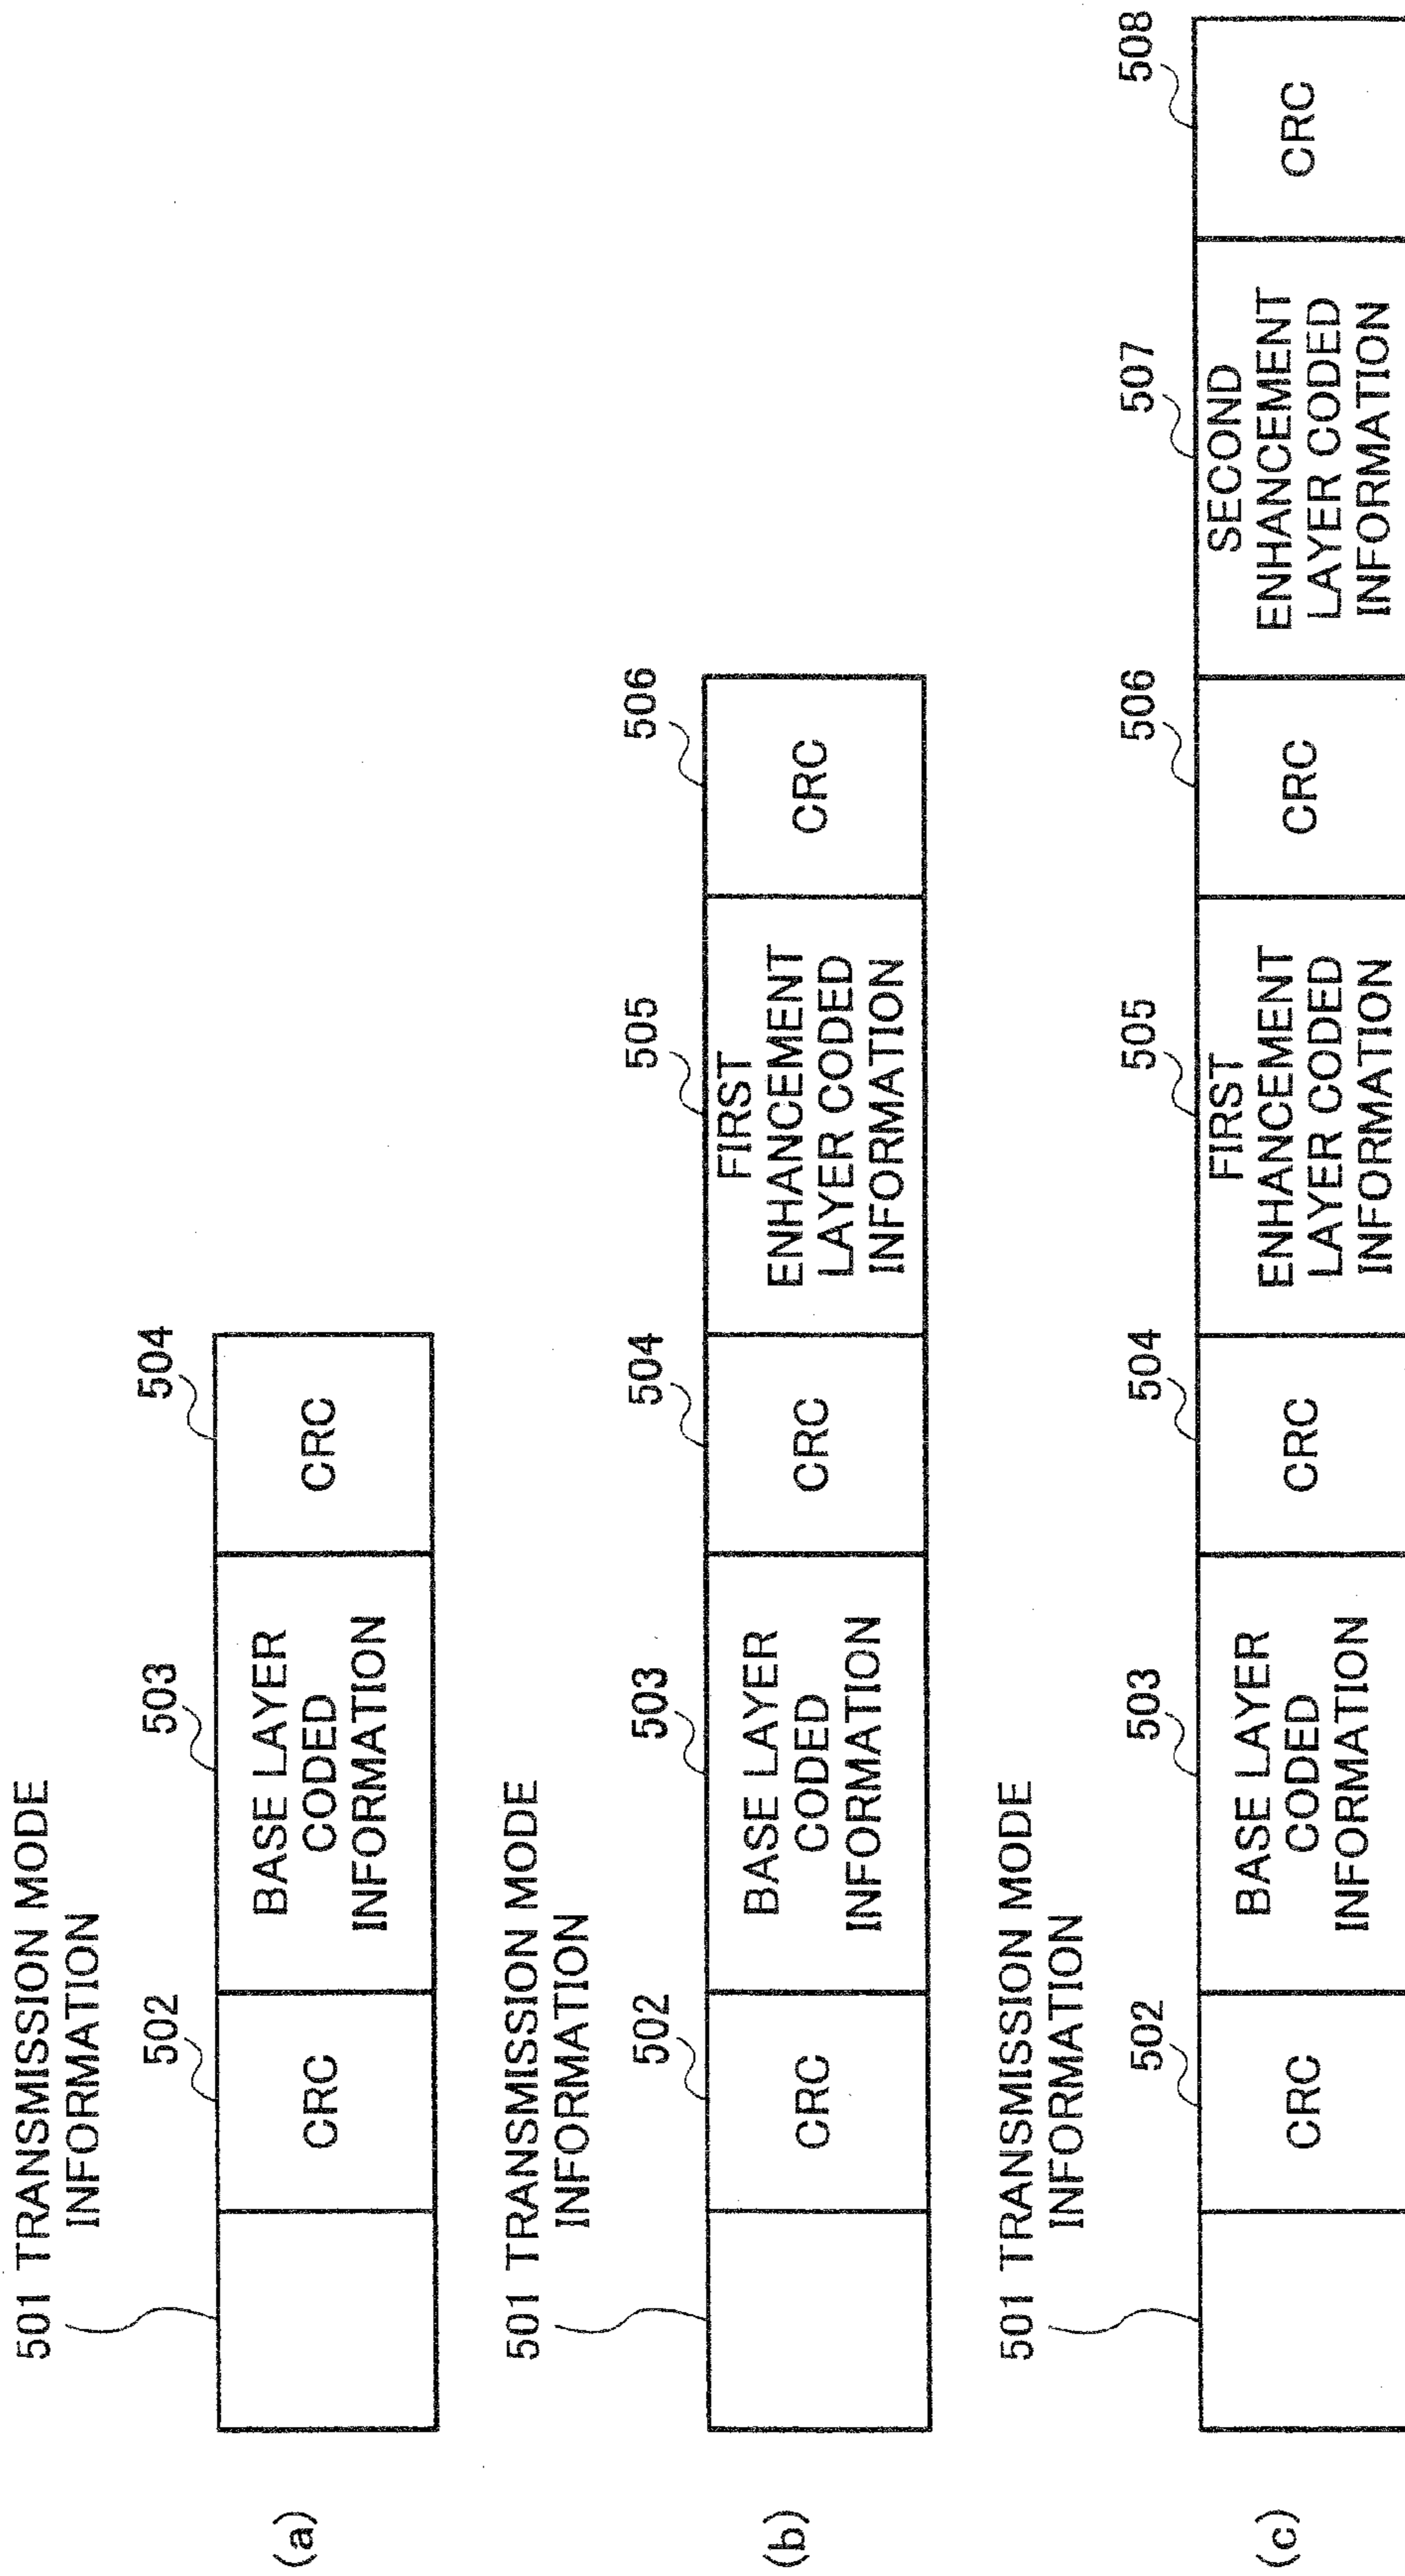 501 TRANSMISSION MODE
INFORMATION
502
503
504
(a)
CRC
BASE LAYER
CODED
INFORMATION
CRC
501 TRANSMISSION MODE
INFORMATION
502
503
504
505
506
(b)
CRC
BASE LAYER
CODED
INFORMATION
CRC
FIRST
ENHANCEMENT
LAYER CODED
INFORMATION
CRC
501 TRANSMISSION MODE
INFORMATION
502
503
504
505
506
507
508
(c)
CRC
BASE LAYER
CODED
INFORMATION
CRC
FIRST
ENHANCEMENT
LAYER CODED
INFORMATION
CRC
SECOND
ENHANCEMENT
LAYER CODED
INFORMATION
CRC